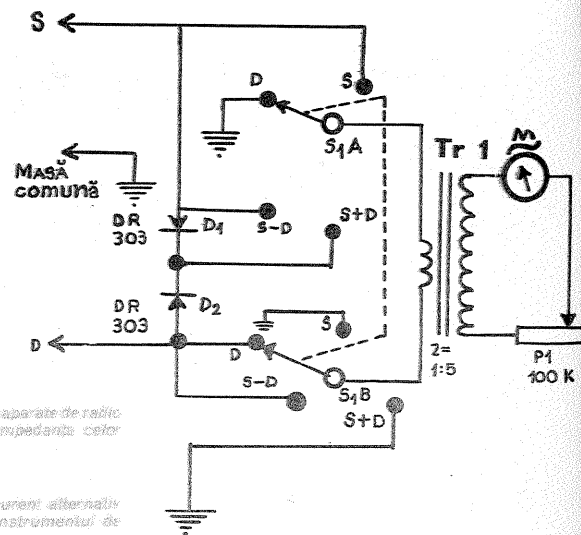 S
D
S
S₁A
Tr 1
M
MASĂ
comună
DR
303
D₁
S-D
S+D
DR
303
D₂
D
S
D
S₁B
S-D
S+D
2=
1:5
P1
100 K
aparate de radio
impedanța celor
curent alternativ
instrumentul de